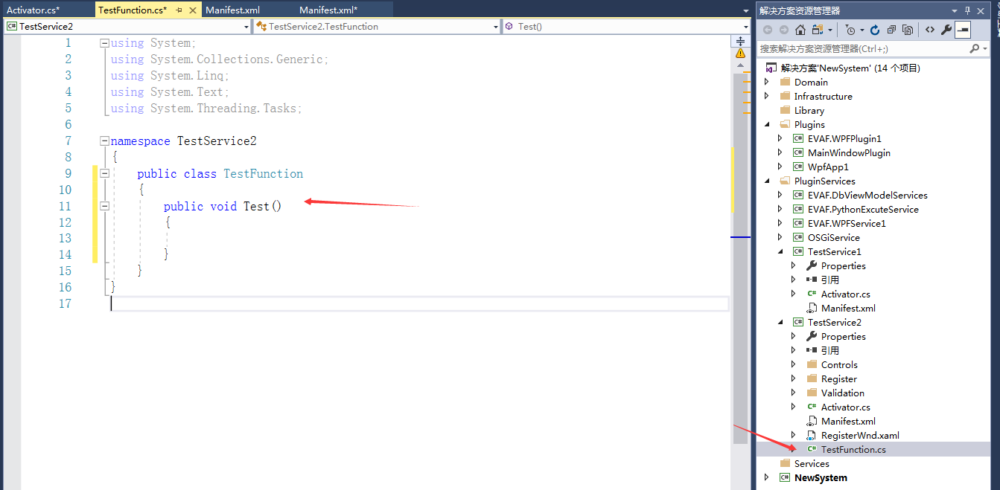 Activator.cs*
TestFunction.cs*
Manifest.xml
Manifest.xml*
TestService2
TestService2.TestFunction
Test()
1 using System;
2 using System.Collections.Generic;
3 using System.Linq;
4 using System.Text;
5 using System.Threading.Tasks;
6
7 namespace TestService2
8 {
9 public class TestFunction
10 {
11 public void Test()
12 {
13
14 }
15 }
16 }
17
解决方案资源管理器
搜索解决方案资源管理器(Ctrl+;)
解决方案'NewSystem' (14 个项目)
Domain
Infrastructure
Library
Plugins
C# EVAF.WPFPlugin1
C# MainWindowPlugin
C# WpfApp1
PluginServices
C# EVAF.DbViewModelServices
C# EVAF.PythonExcuteService
C# EVAF.WPFService1
C# OSGiService
C# TestService1
Properties
引用
C# Activator.cs
Manifest.xml
C# TestService2
Properties
引用
Controls
Register
Validation
C# Activator.cs
Manifest.xml
RegisterWnd.xaml
C# TestFunction.cs
Services
C# NewSystem